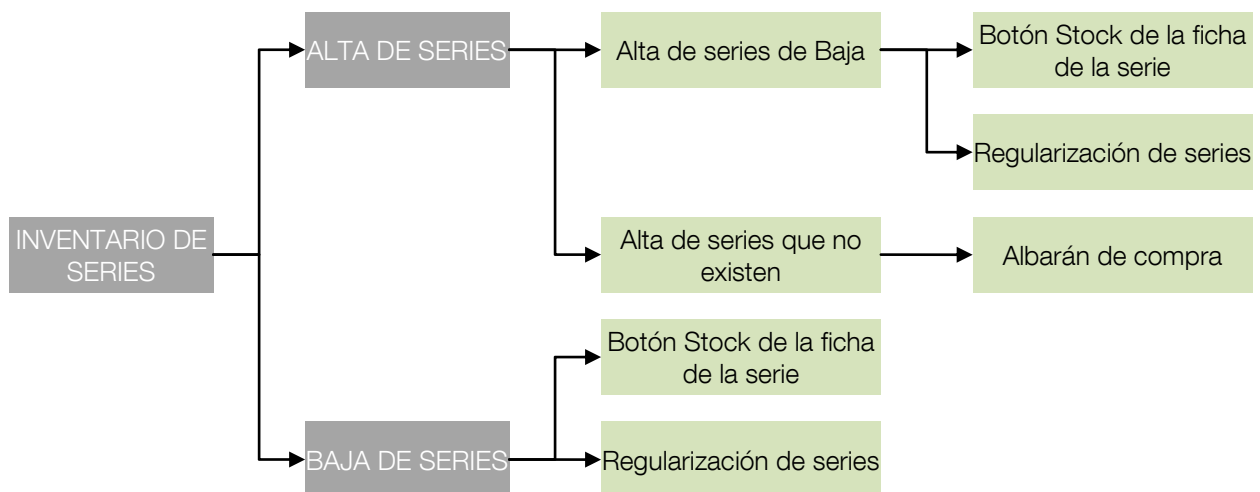 ALTA DE SERIES
Alta de series de Baja
Botón Stock de la ficha
de la serie
Regularización de series
INVENTARIO DE
SERIES
Alta de series que no
existen
Albarán de compra
Botón Stock de la ficha
de la serie
BAJA DE SERIES
Regularización de series